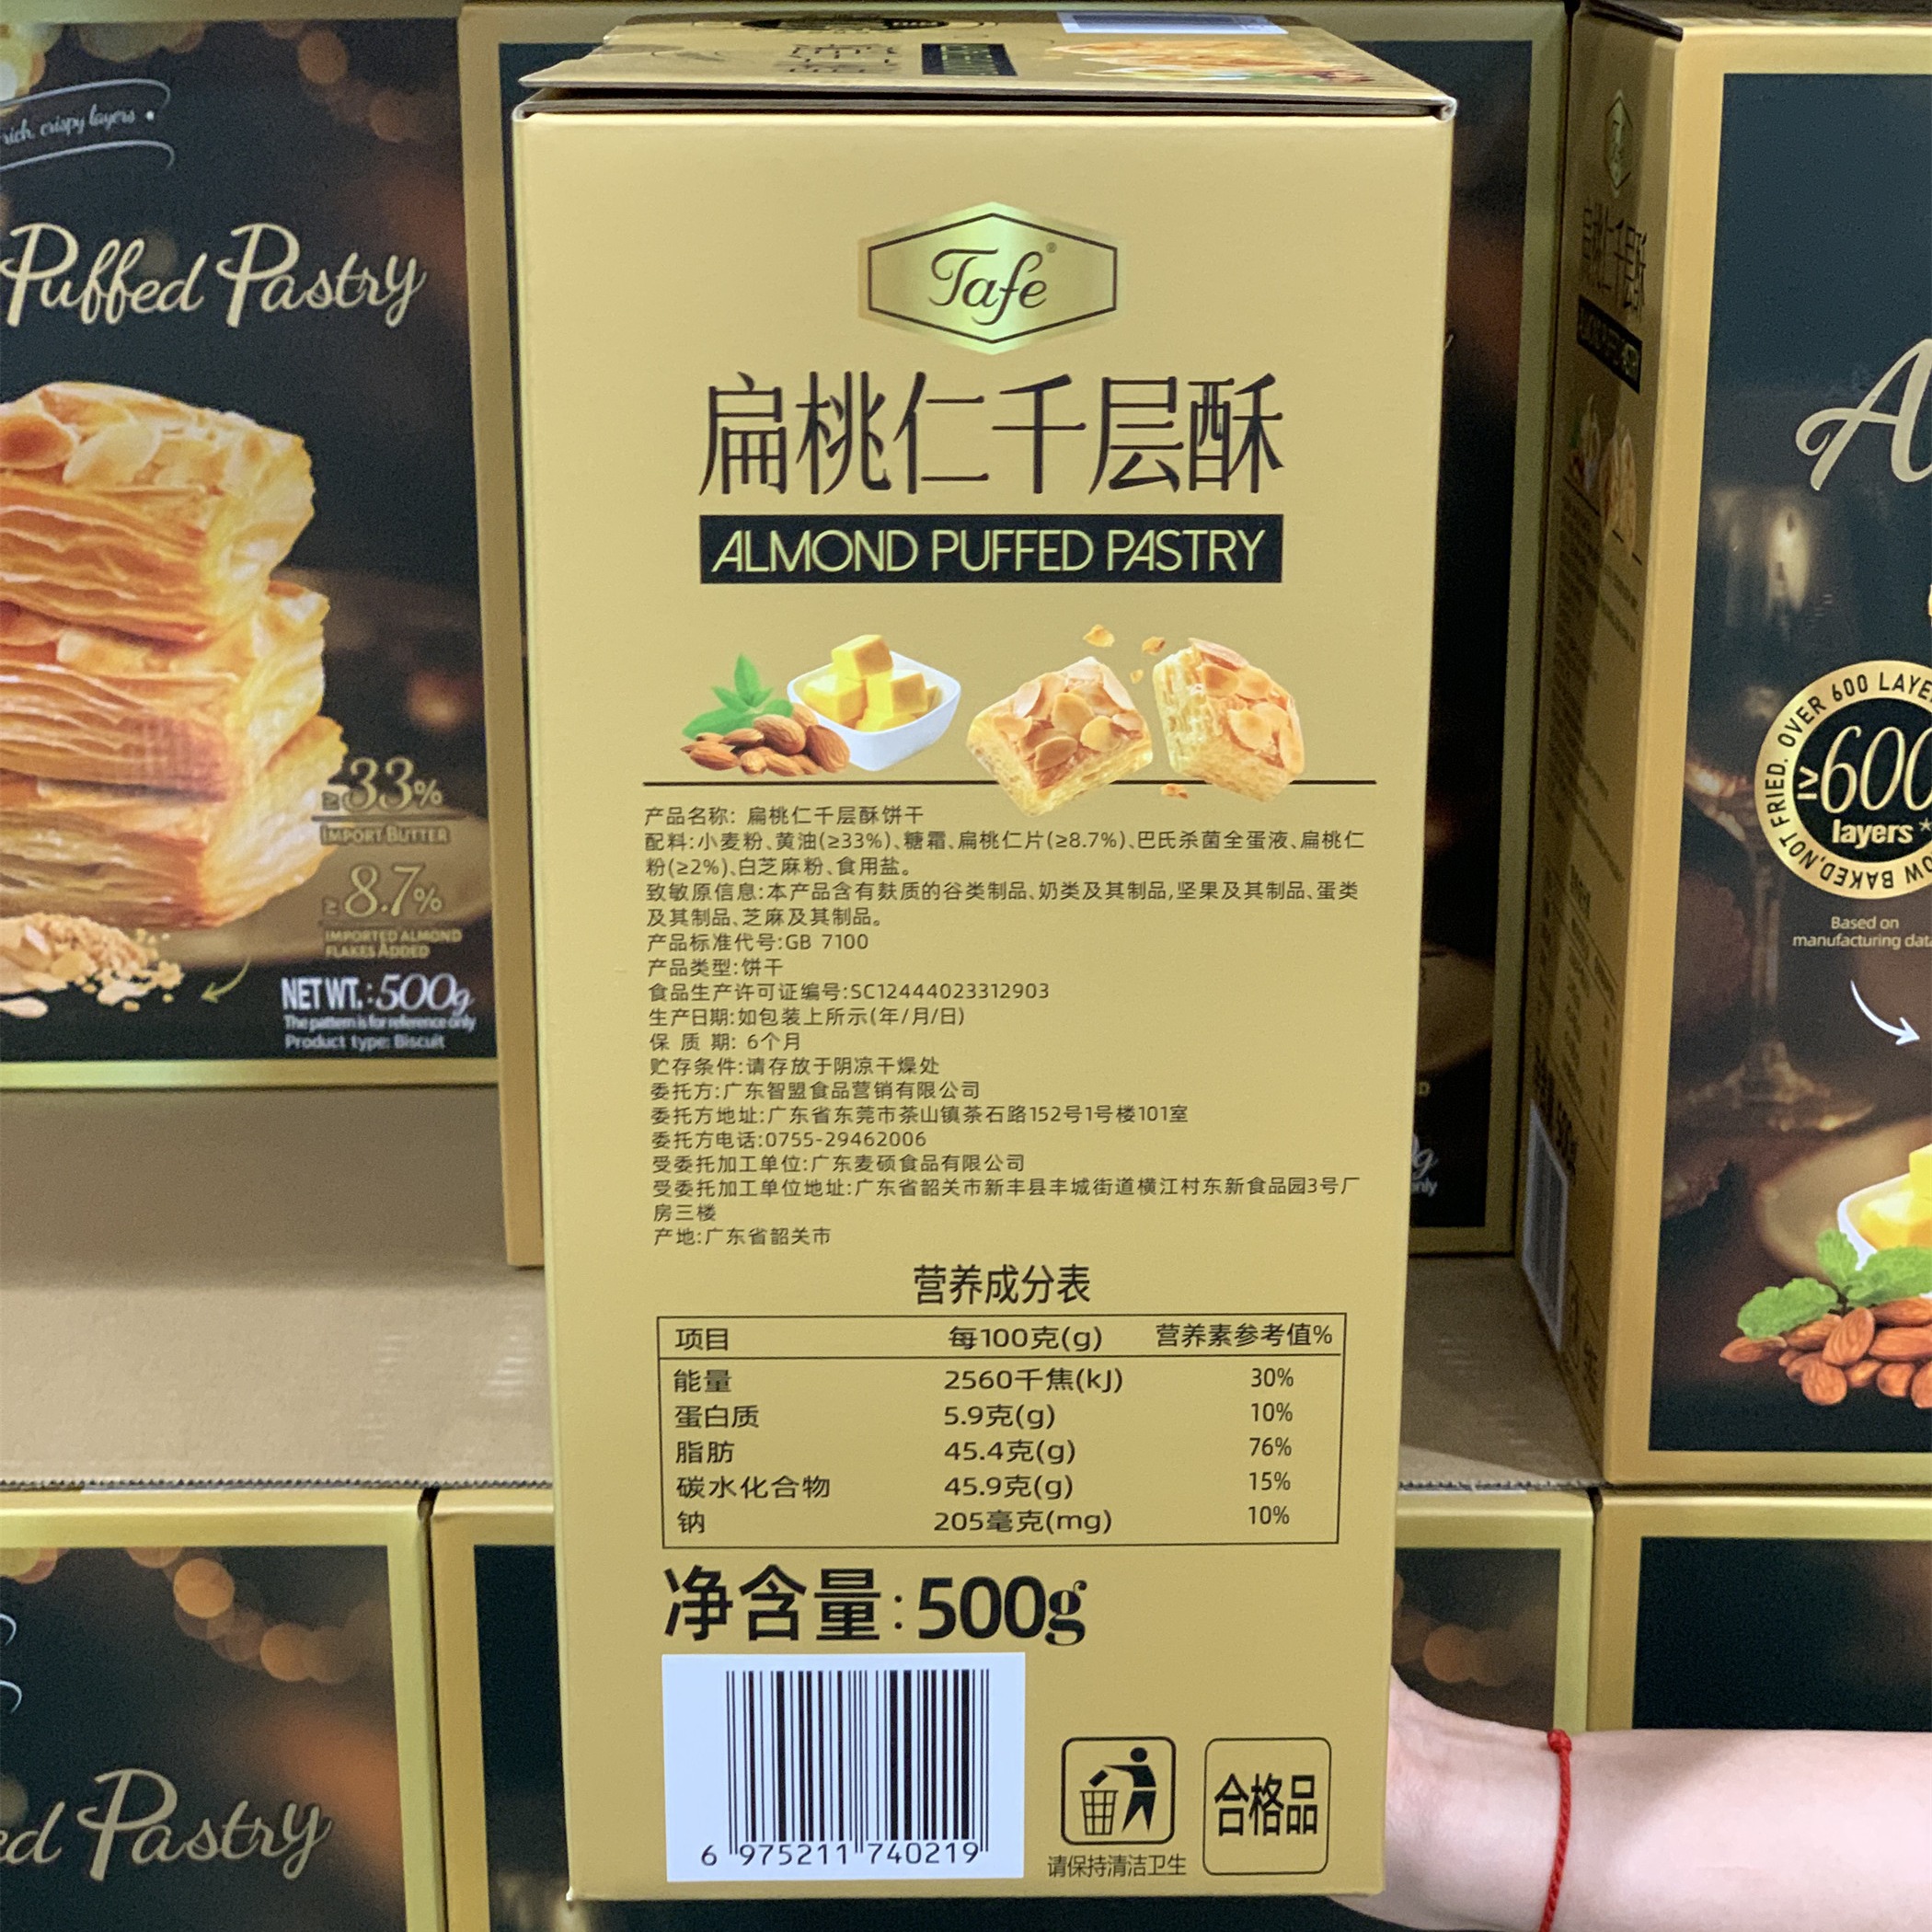 Tafe®
扁桃仁千层酥
ALMOND PUFFED PASTRY
产品名称: 扁桃仁千层酥饼干
配料:小麦粉、黄油(≥33%)、糖霜、扁桃仁片(≥8.7%)、巴氏杀菌全蛋液、扁桃仁
粉(≥2%)、白芝麻粉、食用盐。
致敏原信息:本产品含有麸质的谷类制品、奶类及其制品,坚果及其制品、蛋类
及其制品、芝麻及其制品。
产品标准代号:GB 7100
产品类型:饼干
食品生产许可证编号:SC12444023312903
生产日期:如包装上所示(年/月/日)
保 质 期: 6个月
贮存条件:请存放于阴凉干燥处
委托方:广东智盟食品营销有限公司
委托方地址:广东省东莞市茶山镇茶石路152号1号楼101室
委托方电话:0755-29462006
受委托加工单位:广东麦硕食品有限公司
受委托加工单位地址:广东省韶关市新丰县丰城街道横江村东新食品园3号厂
房三楼
产地:广东省韶关市
营养成分表
项目 每100克(g) 营养素参考值%
能量 2560千焦(kJ) 30%
蛋白质 5.9克(g) 10%
脂肪 45.4克(g) 76%
碳水化合物 45.9克(g) 15%
钠 205毫克(mg) 10%
净含量:500g
6 975211 740219
请保持清洁卫生
合格品
rich, crispy layers
Puffed Pastry
≥33%
IMPORT BUTTER
≥8.7%
IMPORTED ALMOND
FLAKES ADDED
NET WT.:500g
The pattern is for reference only
Product type: Biscuit
ed Pastry
扁桃仁千层酥
A
OVER 600 LAYE
OW BAKED,NOT FRIED.
≥600
layers*
Based on
manufacturing data